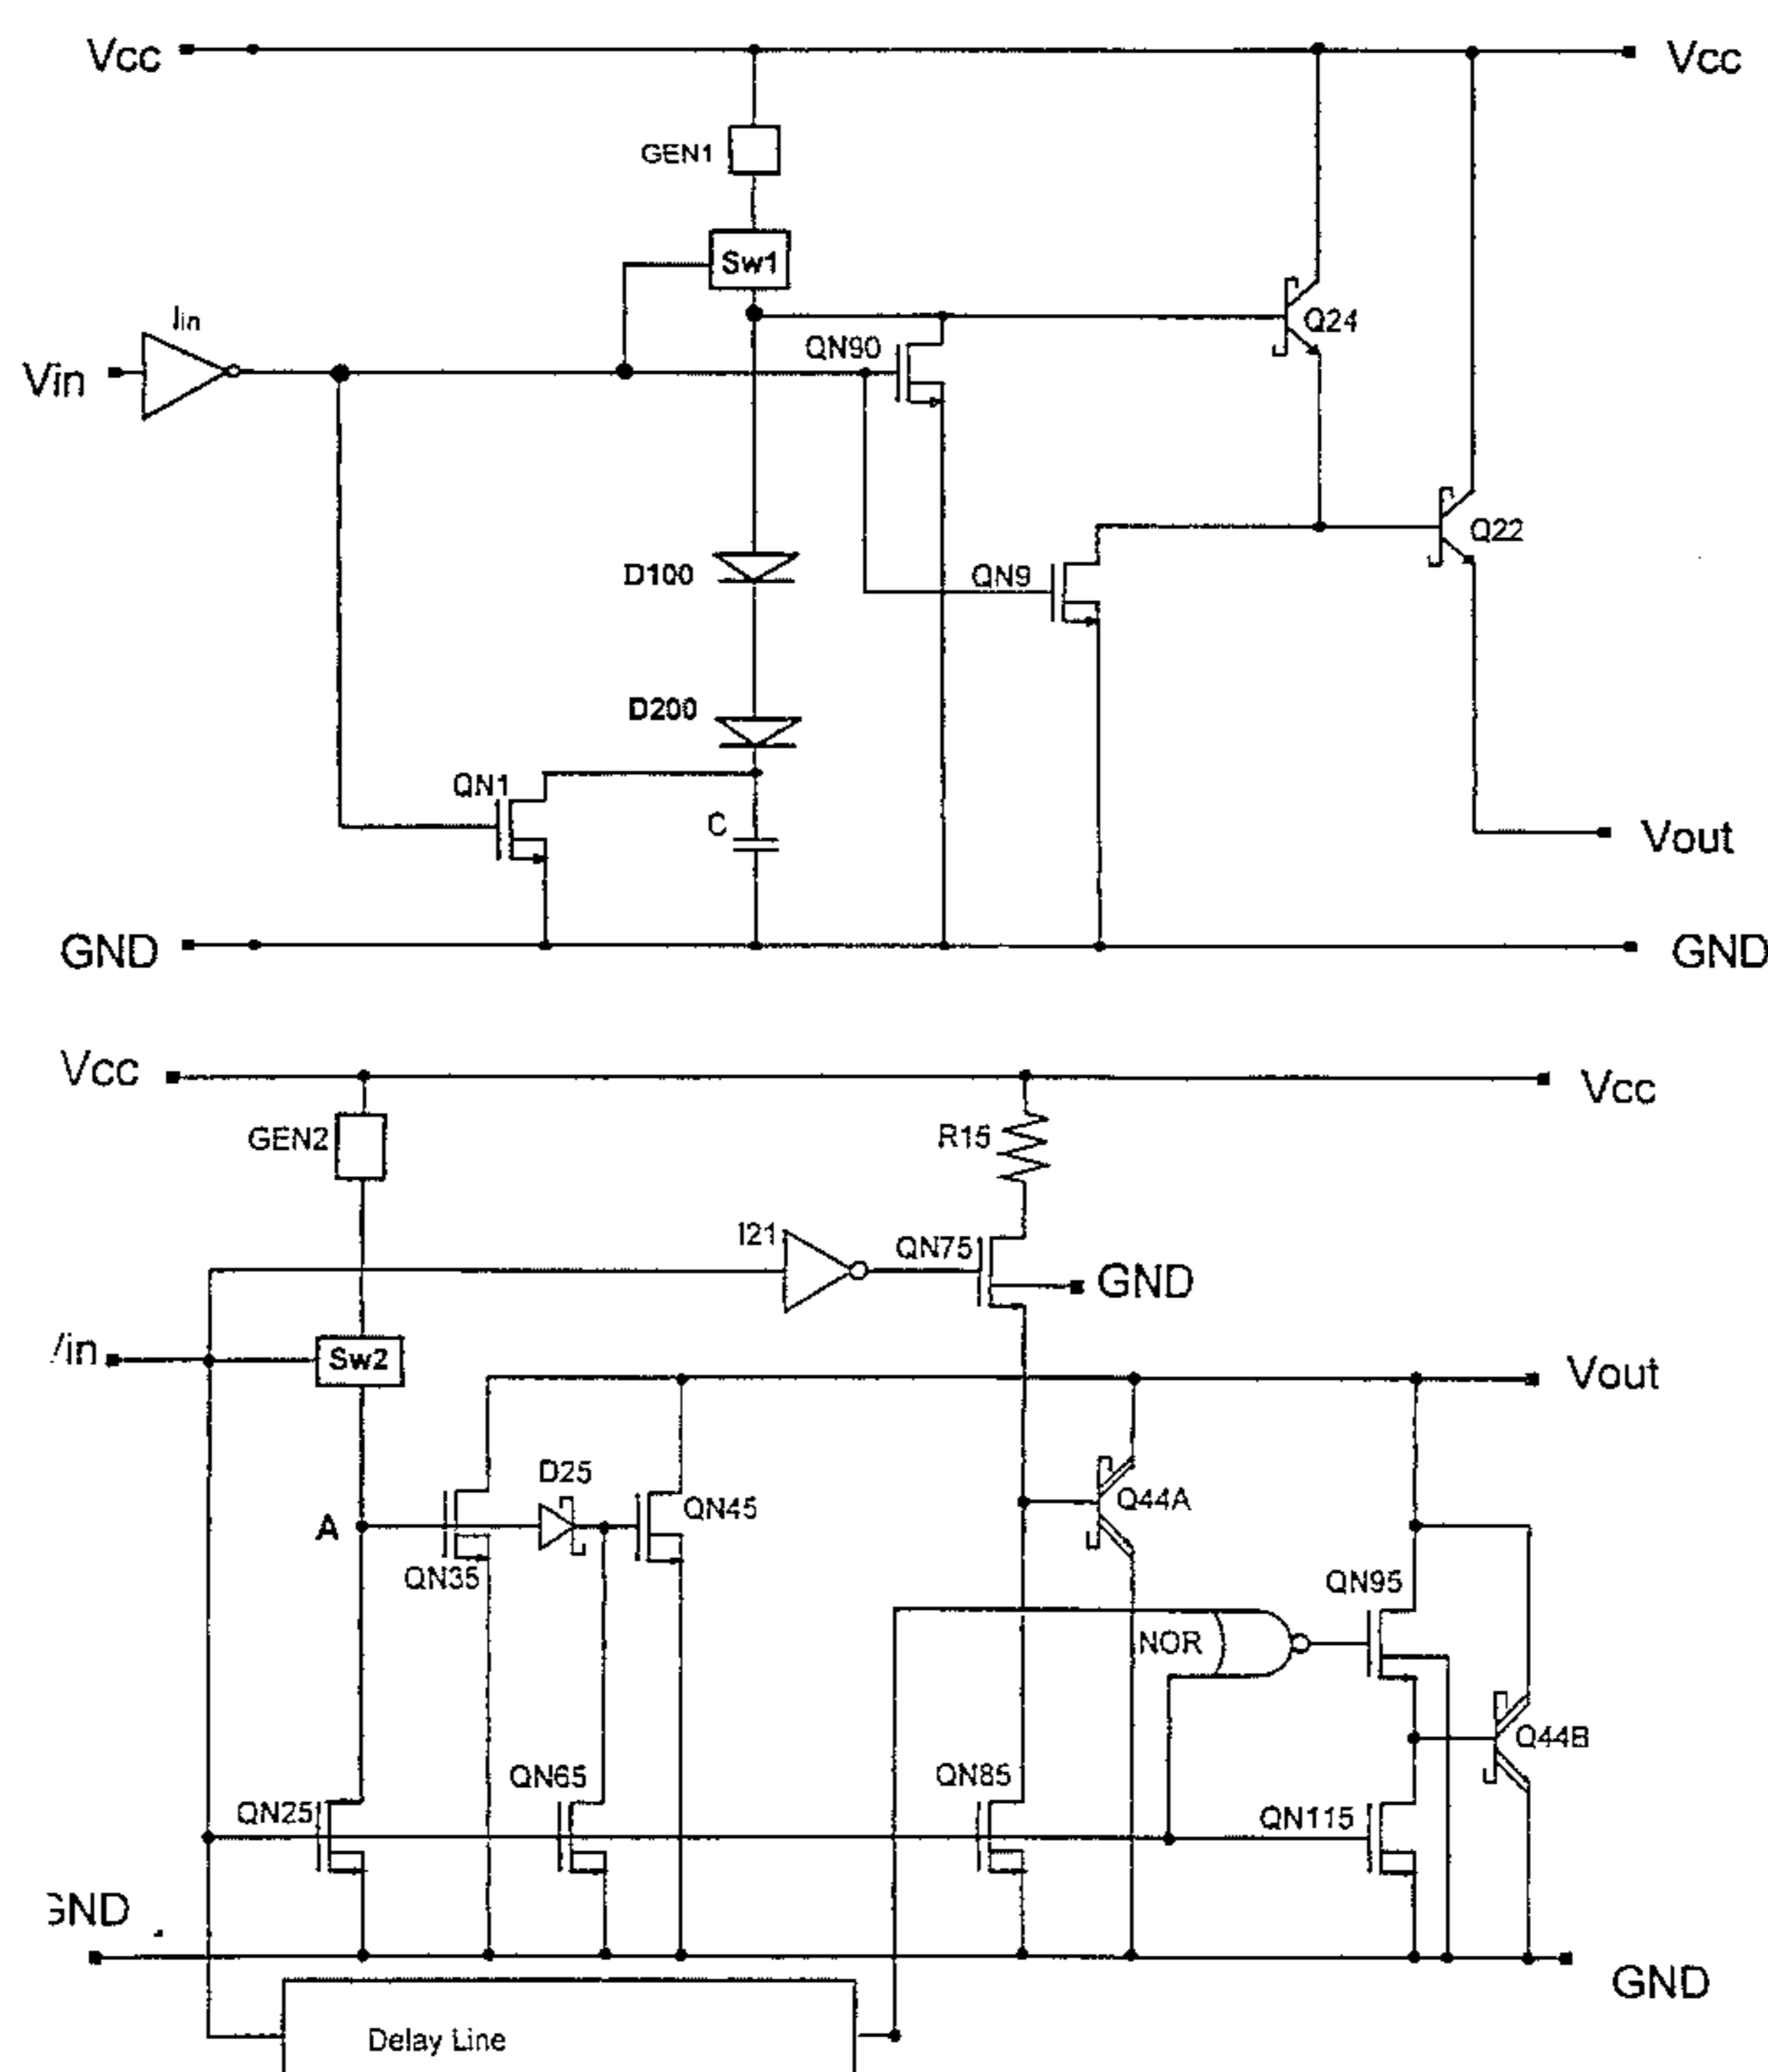 Vcc
Vcc
GEN1
Sw1
Iin
QN90
Q24
Vin
D100
QN9
Q22
D200
QN1
C
Vout
GND
GND
Vcc
Vcc
GEN2
R15
I21
QN75
GND
/in
Sw2
Vout
D25
QN45
Q44A
A
QN35
QN95
NOR
Q44B
QN65
QN85
QN25
QN115
GND
GND
Delay Line